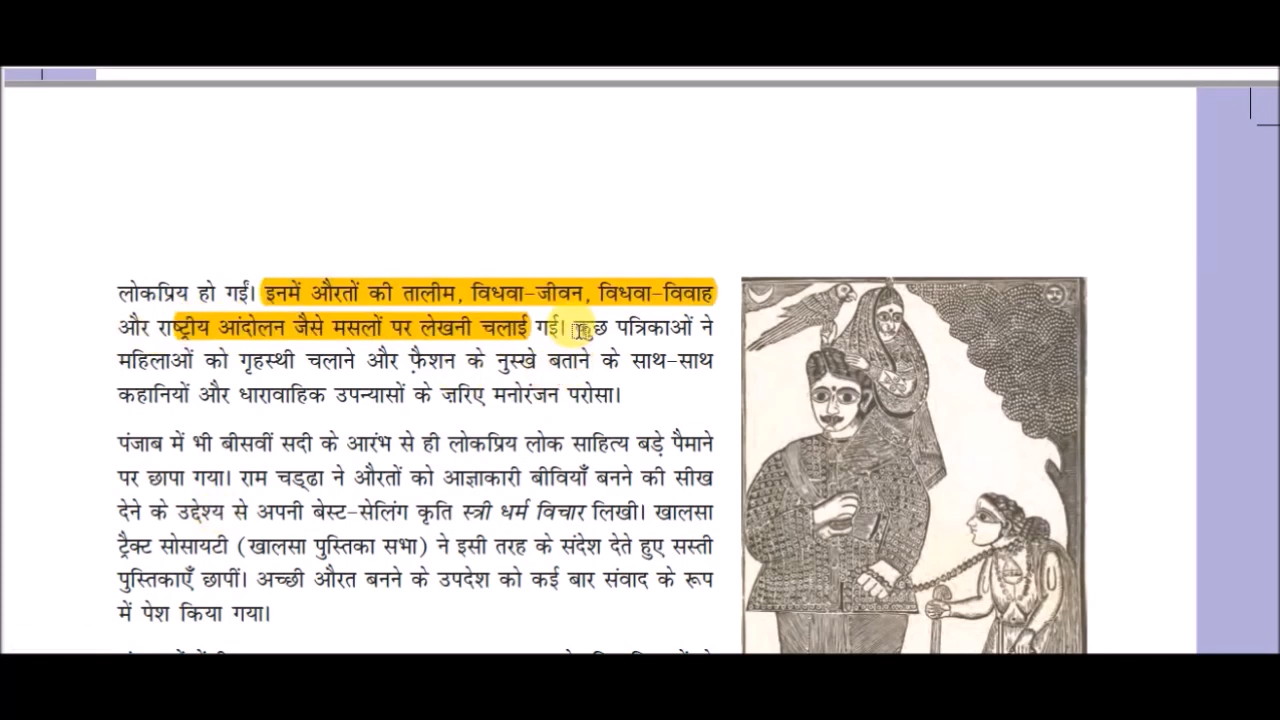 लोकप्रिय हो गईं। इनमें औरतों की तालीम, विधवा-जीवन, विधवा-विवाह
और राष्ट्रीय आंदोलन जैसे मसलों पर लेखनी चलाई गई। कुछ पत्रिकाओं ने
महिलाओं को गृहस्थी चलाने और फ़ैशन के नुस्खे बताने के साथ-साथ
कहानियों और धारावाहिक उपन्यासों के ज़रिए मनोरंजन परोसा।
पंजाब में भी बीसवीं सदी के आरंभ से ही लोकप्रिय लोक साहित्य बड़े पैमाने
पर छापा गया। राम चड्ढा ने औरतों को आज्ञाकारी बीवियाँ बनने की सीख
देने के उद्देश्य से अपनी बेस्ट-सेलिंग कृति स्त्री धर्म विचार लिखी। खालसा
ट्रैक्ट सोसायटी (खालसा पुस्तिका सभा) ने इसी तरह के संदेश देते हुए सस्ती
पुस्तिकाएँ छापीं। अच्छी औरत बनने के उपदेश को कई बार संवाद के रूप
में पेश किया गया।